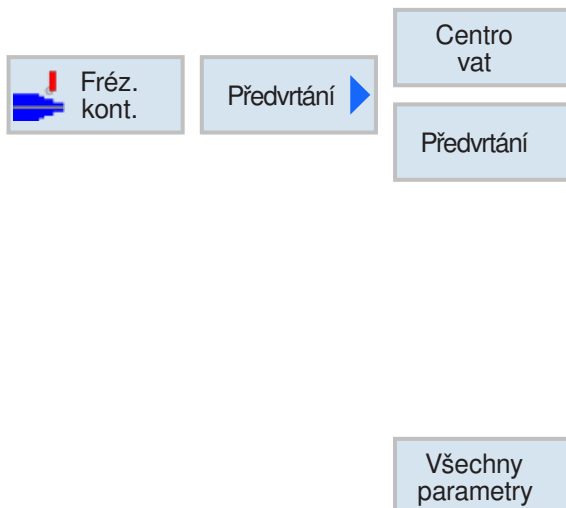 Fréz.
kont.
Předvrtání
Centro
vat
Předvrtání
Všechny
parametry